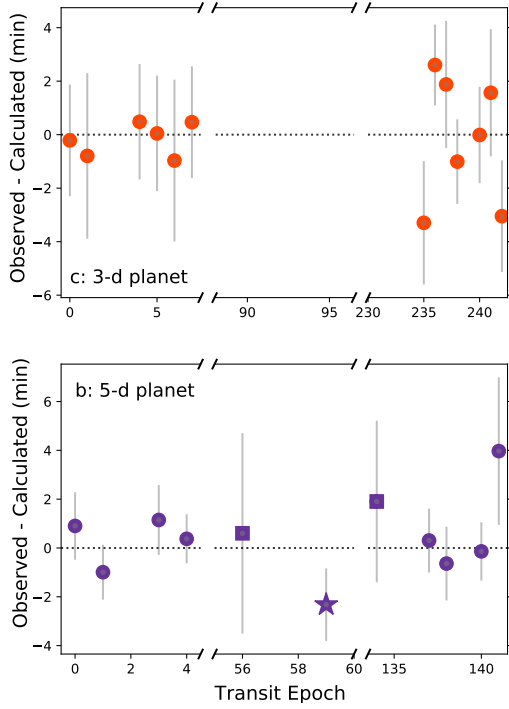 Observed - Calculated (min)
4
2
0
−2
−4
−6
c: 3-d planet
0 5 90 95 230 235 240
Observed - Calculated (min)
6
4
2
0
−2
−4
b: 5-d planet
0 2 4 56 58 60 135 140
Transit Epoch